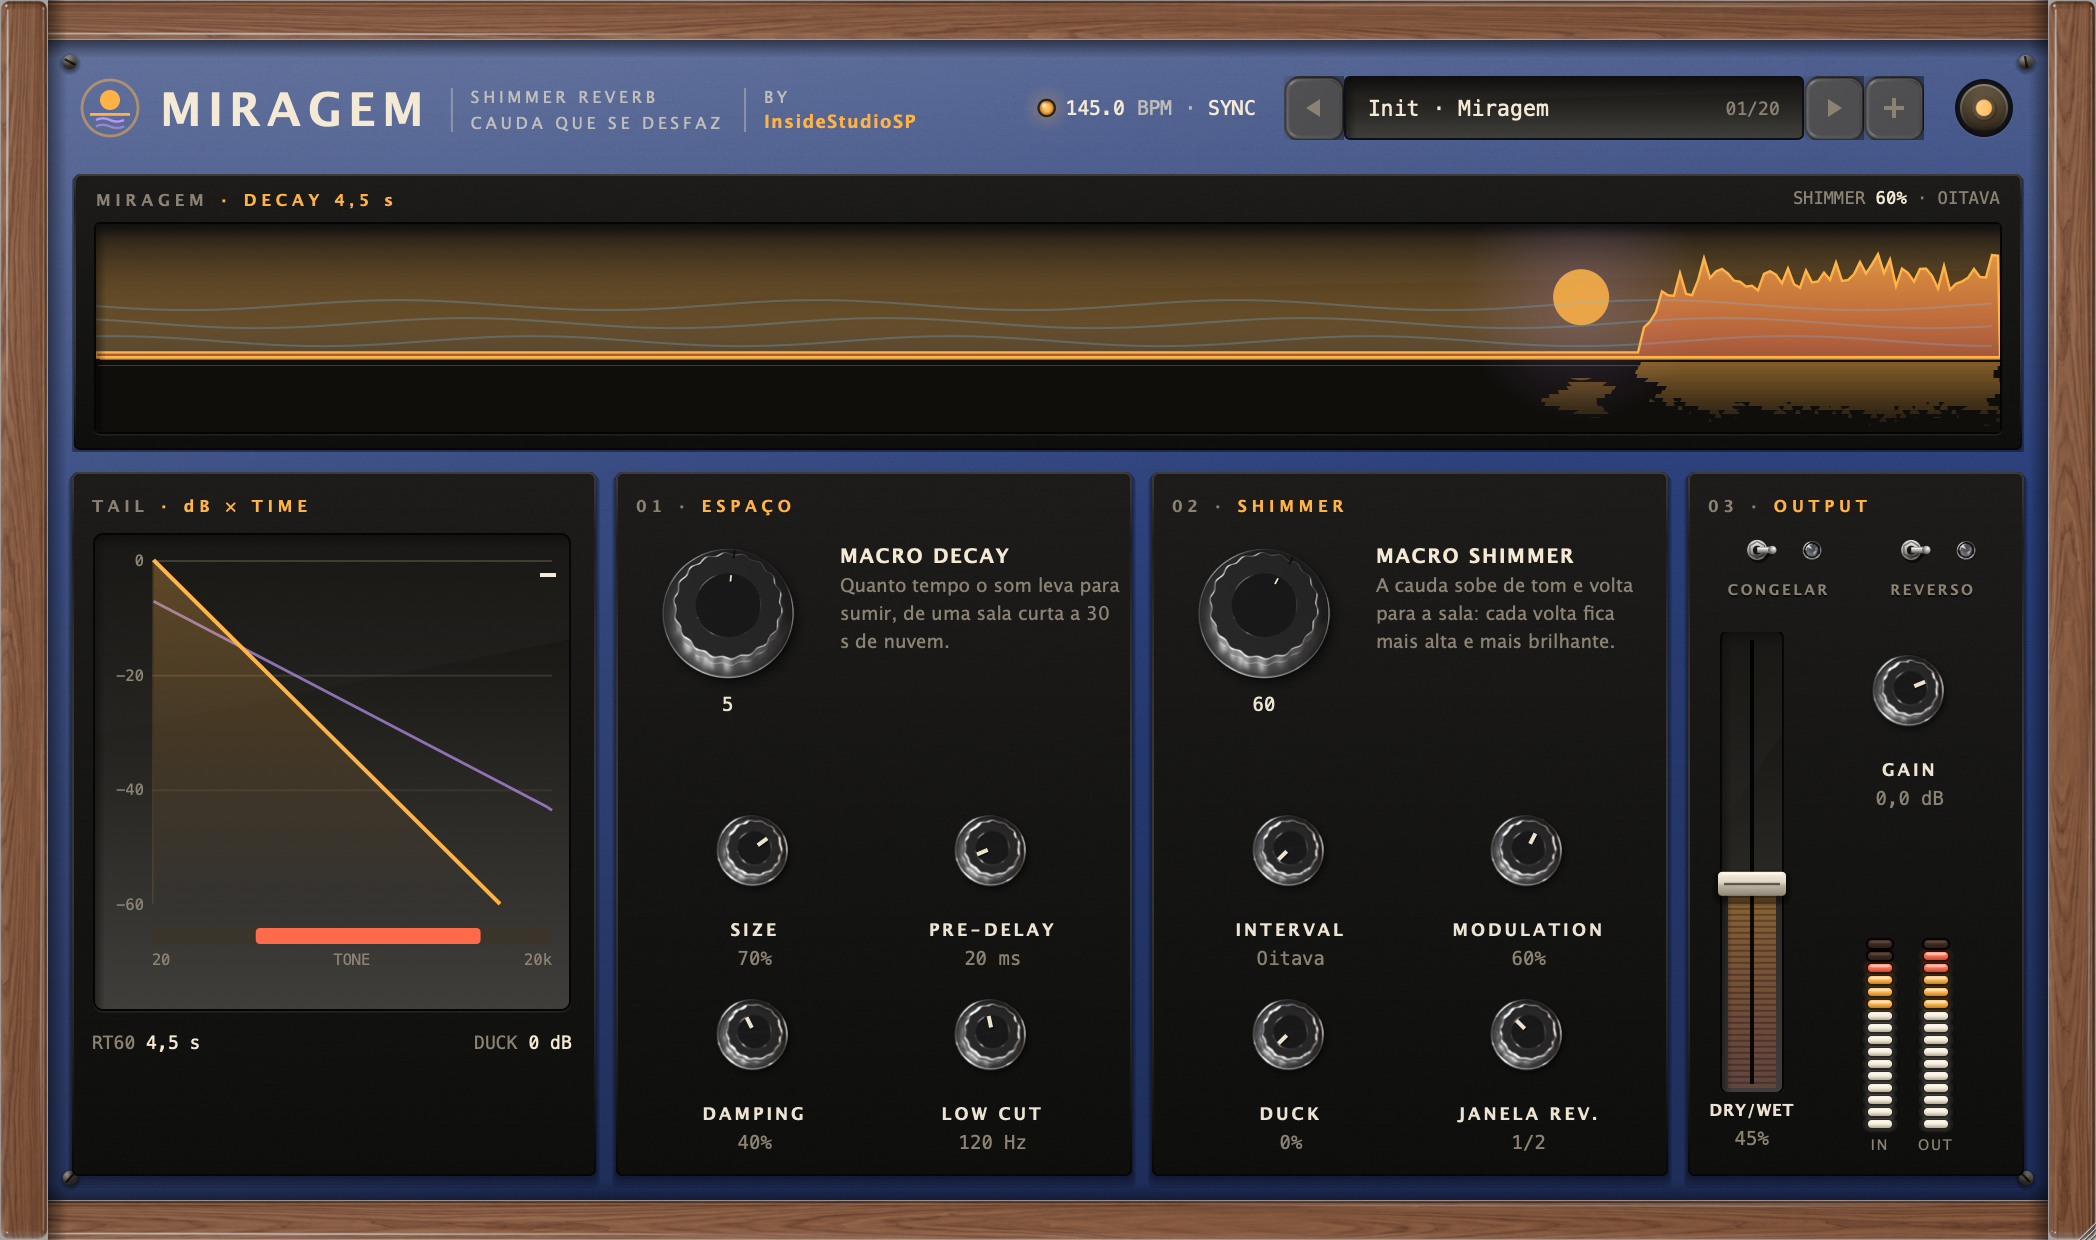 MIRAGEM
SHIMMER REVERB
CAUDA QUE SE DESFAZ
BY
InsideStudioSP
145.0 BPM · SYNC
Init · Miragem 01/20
MIRAGEM · DECAY 4,5 s
SHIMMER 60% · OITAVA
TAIL · dB × TIME
0
−20
−40
−60
20 TONE 20k
RT60 4,5 s DUCK 0 dB
01 · ESPAÇO
MACRO DECAY
Quanto tempo o som leva para
sumir, de uma sala curta a 30
s de nuvem.
5
SIZE PRE-DELAY
70% 20 ms
DAMPING LOW CUT
40% 120 Hz
02 · SHIMMER
MACRO SHIMMER
A cauda sobe de tom e volta
para a sala: cada volta fica
mais alta e mais brilhante.
60
INTERVAL MODULATION
Oitava 60%
DUCK JANELA REV.
0% 1/2
03 · OUTPUT
CONGELAR REVERSO
GAIN
0,0 dB
DRY/WET
45%
IN OUT